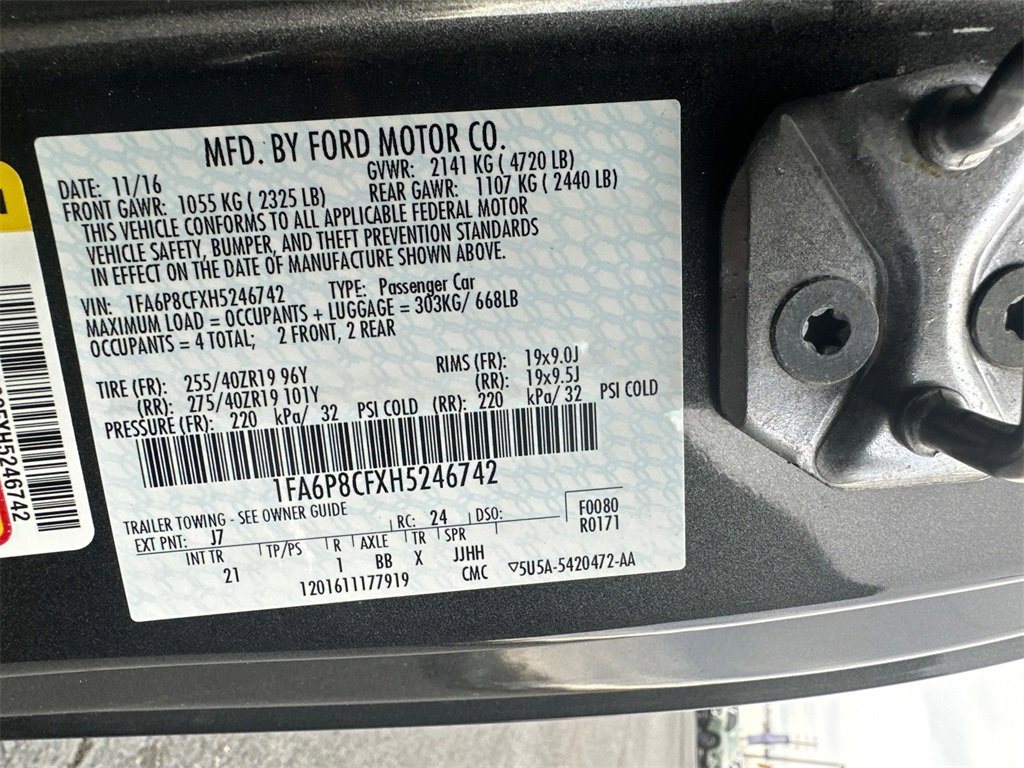 MFD. BY FORD MOTOR CO.
DATE: 11/16 GVWR: 2141 KG ( 4720 LB)
FRONT GAWR: 1055 KG ( 2325 LB) REAR GAWR: 1107 KG ( 2440 LB)
THIS VEHICLE CONFORMS TO ALL APPLICABLE FEDERAL MOTOR
VEHICLE SAFETY, BUMPER, AND THEFT PREVENTION STANDARDS
IN EFFECT ON THE DATE OF MANUFACTURE SHOWN ABOVE.
VIN: 1FA6P8CFXH5246742 TYPE: Passenger Car
MAXIMUM LOAD = OCCUPANTS + LUGGAGE = 303KG/ 668LB
OCCUPANTS = 4 TOTAL; 2 FRONT, 2 REAR
TIRE (FR): 255/40ZR19 96Y RIMS (FR): 19x9.0J
(RR): 275/40ZR19 101Y (RR): 19x9.5J
PRESSURE (FR): 220 kPa/ 32 PSI COLD (RR): 220 kPa/ 32 PSI COLD
1FA6P8CFXH5246742
TRAILER TOWING - SEE OWNER GUIDE
EXT PNT: J7 RC: 24 DSO: F0080
R0171
INT TR TP/PS R AXLE TR SPR
21 1 BB X JJHH
1201611177919 CMC ▽5U5A-5420472-AA
XH5246742